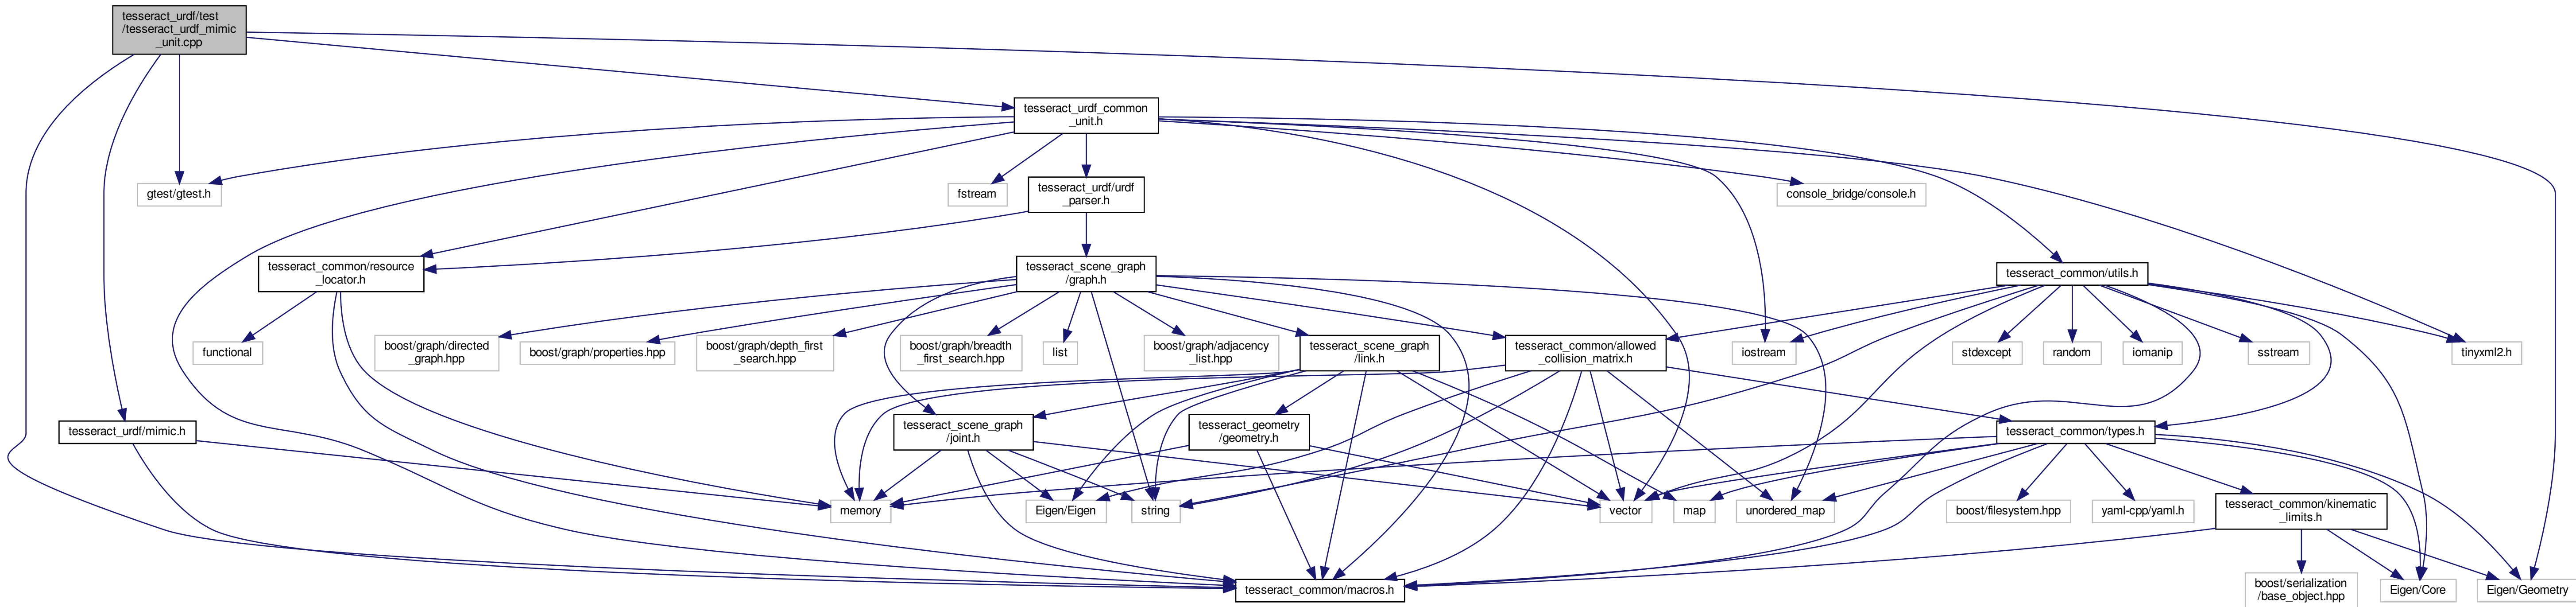 tesseract_urdf/test
/tesseract_urdf_mimic
_unit.cpp
tesseract_urdf_common
_unit.h
gtest/gtest.h
fstream
tesseract_urdf/urdf
_parser.h
console_bridge/console.h
tesseract_common/resource
_locator.h
tesseract_scene_graph
/graph.h
tesseract_common/utils.h
functional
boost/graph/directed
_graph.hpp
boost/graph/properties.hpp
boost/graph/depth_first
_search.hpp
boost/graph/breadth
_first_search.hpp
list
boost/graph/adjacency
_list.hpp
tesseract_scene_graph
/link.h
tesseract_common/allowed
_collision_matrix.h
iostream
stdexcept
random
iomanip
sstream
tinyxml2.h
tesseract_urdf/mimic.h
tesseract_scene_graph
/joint.h
tesseract_geometry
/geometry.h
tesseract_common/types.h
memory
Eigen/Eigen
string
vector
map
unordered_map
boost/filesystem.hpp
yaml-cpp/yaml.h
tesseract_common/kinematic
_limits.h
tesseract_common/macros.h
boost/serialization
/base_object.hpp
Eigen/Core
Eigen/Geometry